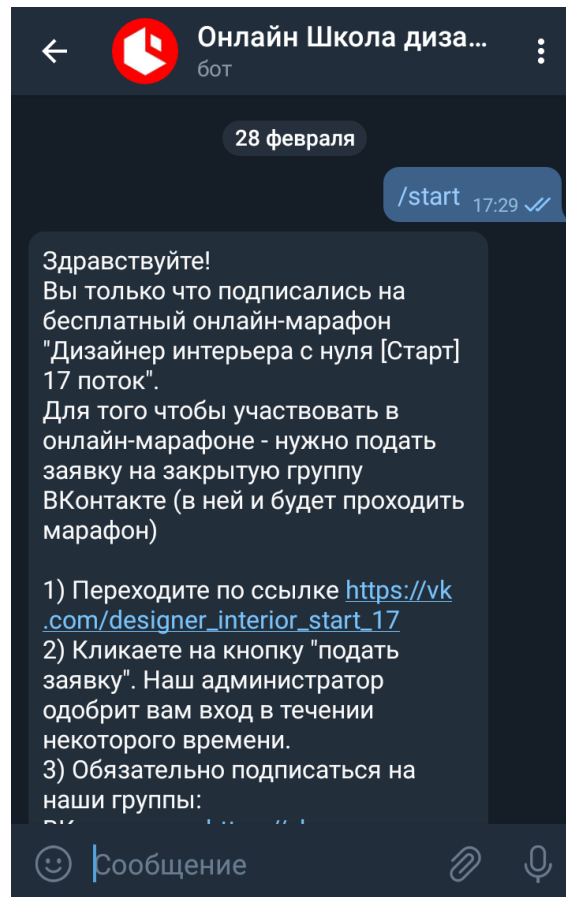 Онлайн Школа диза...
бот
28 февраля
/start 17:29
Здравствуйте!
Вы только что подписались на
бесплатный онлайн-марафон
"Дизайнер интерьера с нуля [Старт]
17 поток".
Для того чтобы участвовать в
онлайн-марафоне - нужно подать
заявку на закрытую группу
ВКонтакте (в ней и будет проходить
марафон)
1) Переходите по ссылке https://vk
.com/designer_interior_start_17
2) Кликаете на кнопку "подать
заявку". Наш администратор
одобрит вам вход в течении
некоторого времени.
3) Обязательно подписаться на
наши группы:
Сообщение